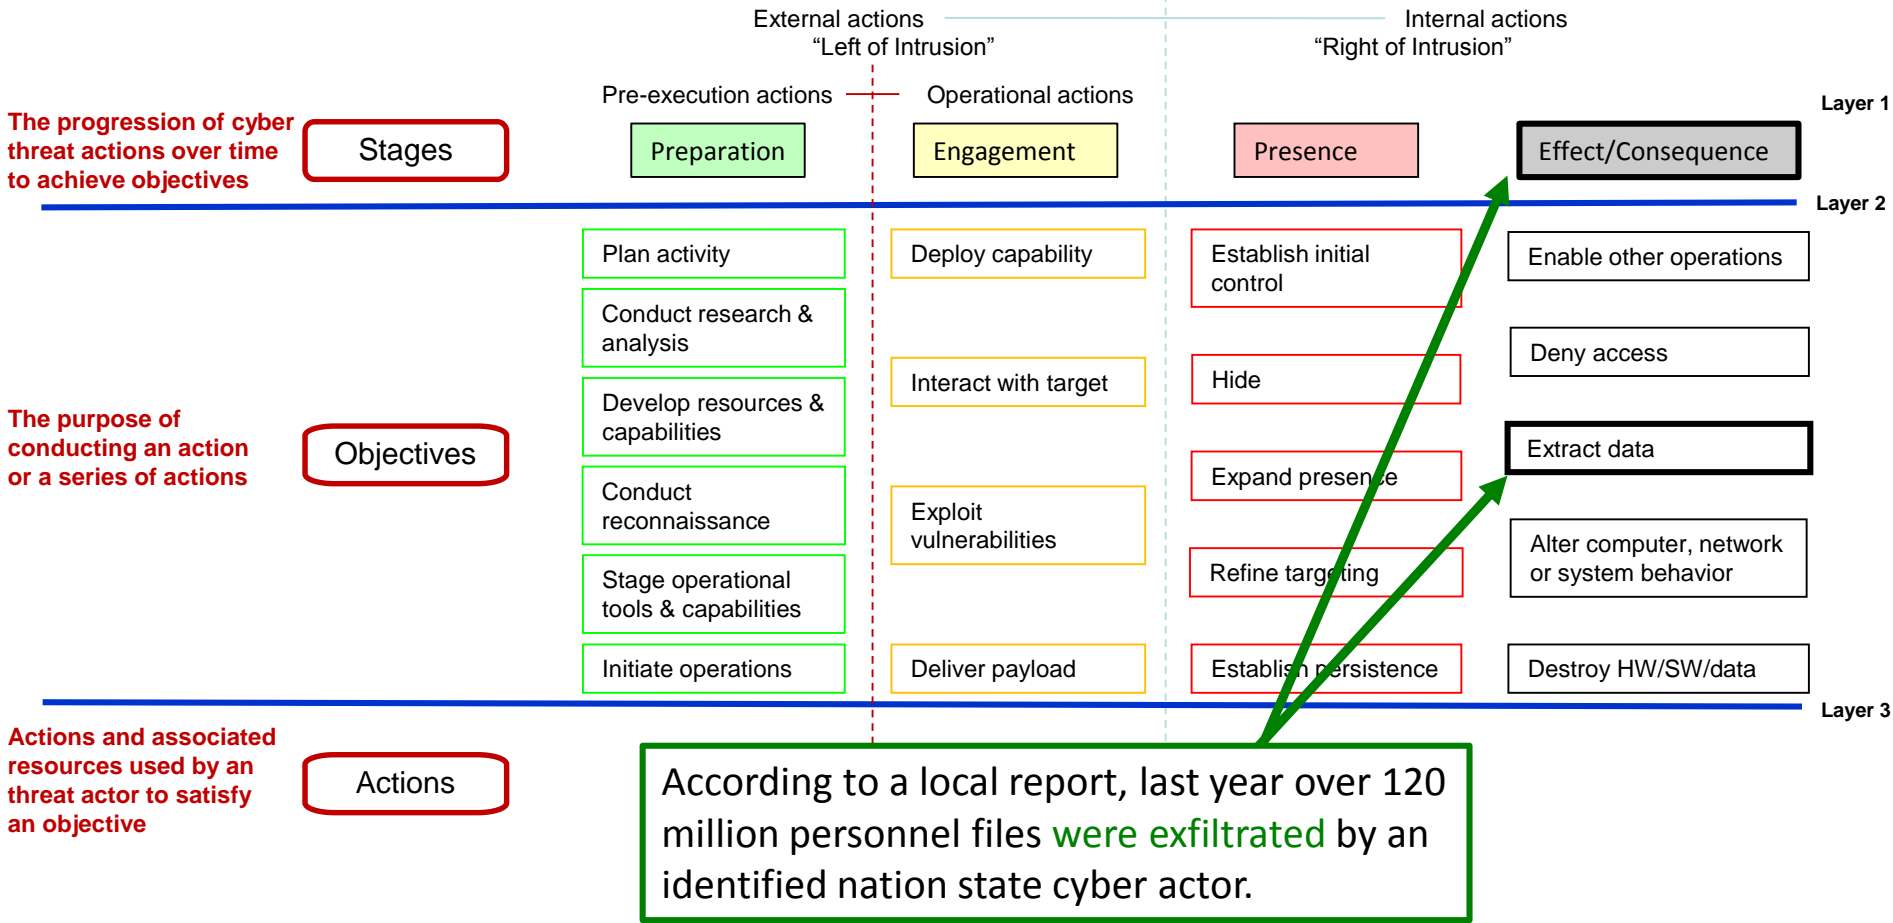 External actions
Internal actions
“Left of Intrusion”
“Right of Intrusion”
Pre-execution actions
Operational actions
Layer 1
The progression of cyber
threat actions over time
to achieve objectives
Stages
Preparation
Engagement
Presence
Effect/Consequence
Layer 2
Plan activity
Conduct research &
analysis
Develop resources &
capabilities
Conduct
reconnaissance
Stage operational
tools & capabilities
Initiate operations
Deploy capability
Interact with target
Exploit
vulnerabilities
Deliver payload
Establish initial
control
Hide
Expand presence
Refine targeting
Establish persistence
Enable other operations
Deny access
Extract data
Alter computer, network
or system behavior
Destroy HW/SW/data
The purpose of
conducting an action
or a series of actions
Objectives
Layer 3
Actions and associated
resources used by an
threat actor to satisfy
an objective
Actions
According to a local report, last year over 120
million personnel files were exfiltrated by an
identified nation state cyber actor.